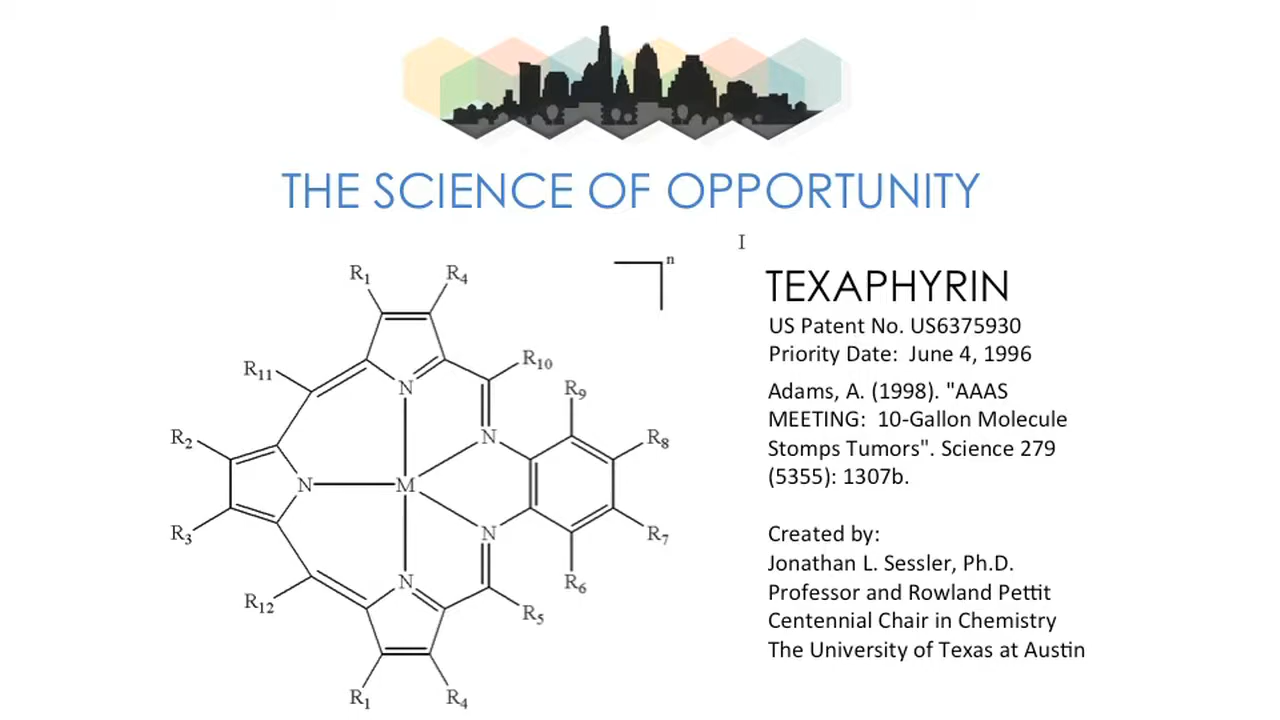 THE SCIENCE OF OPPORTUNITY
TEXAPHYRIN
US Patent No. US6375930
Priority Date: June 4, 1996
Adams, A. (1998). "AAAS
MEETING: 10-Gallon Molecule
Stomps Tumors". Science 279
(5355): 1307b.
Created by:
Jonathan L. Sessler, Ph.D.
Professor and Rowland Pettit
Centennial Chair in Chemistry
The University of Texas at Austin
n
R1 R4
R11 N R10
R9
R2 N R8
N M
R3 N R7
R6
R12 N R5
R1 R4